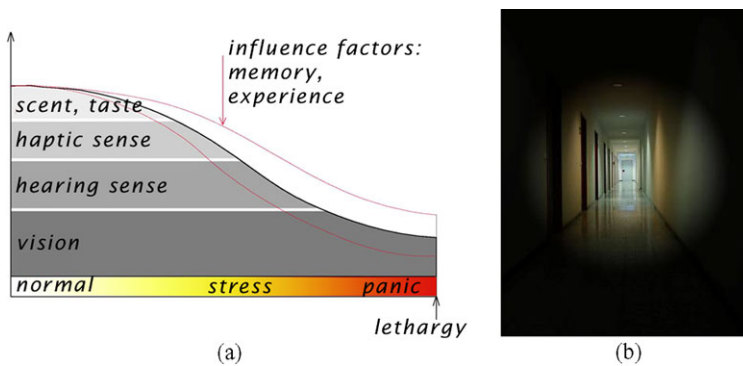 influence factors:
memory,
experience
scent, taste
haptic sense
hearing sense
vision
normal
stress
panic
lethargy
(a)
(b)